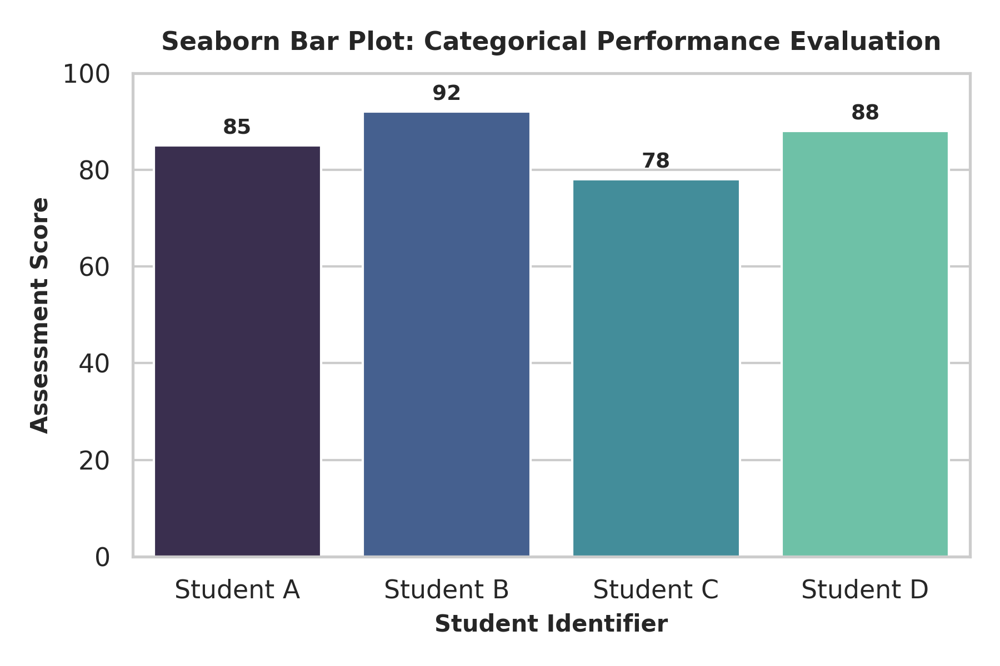 Seaborn Bar Plot: Categorical Performance Evaluation
100
80
60
40
20
0
Assessment Score
85
92
78
88
Student A
Student B
Student C
Student D
Student Identifier